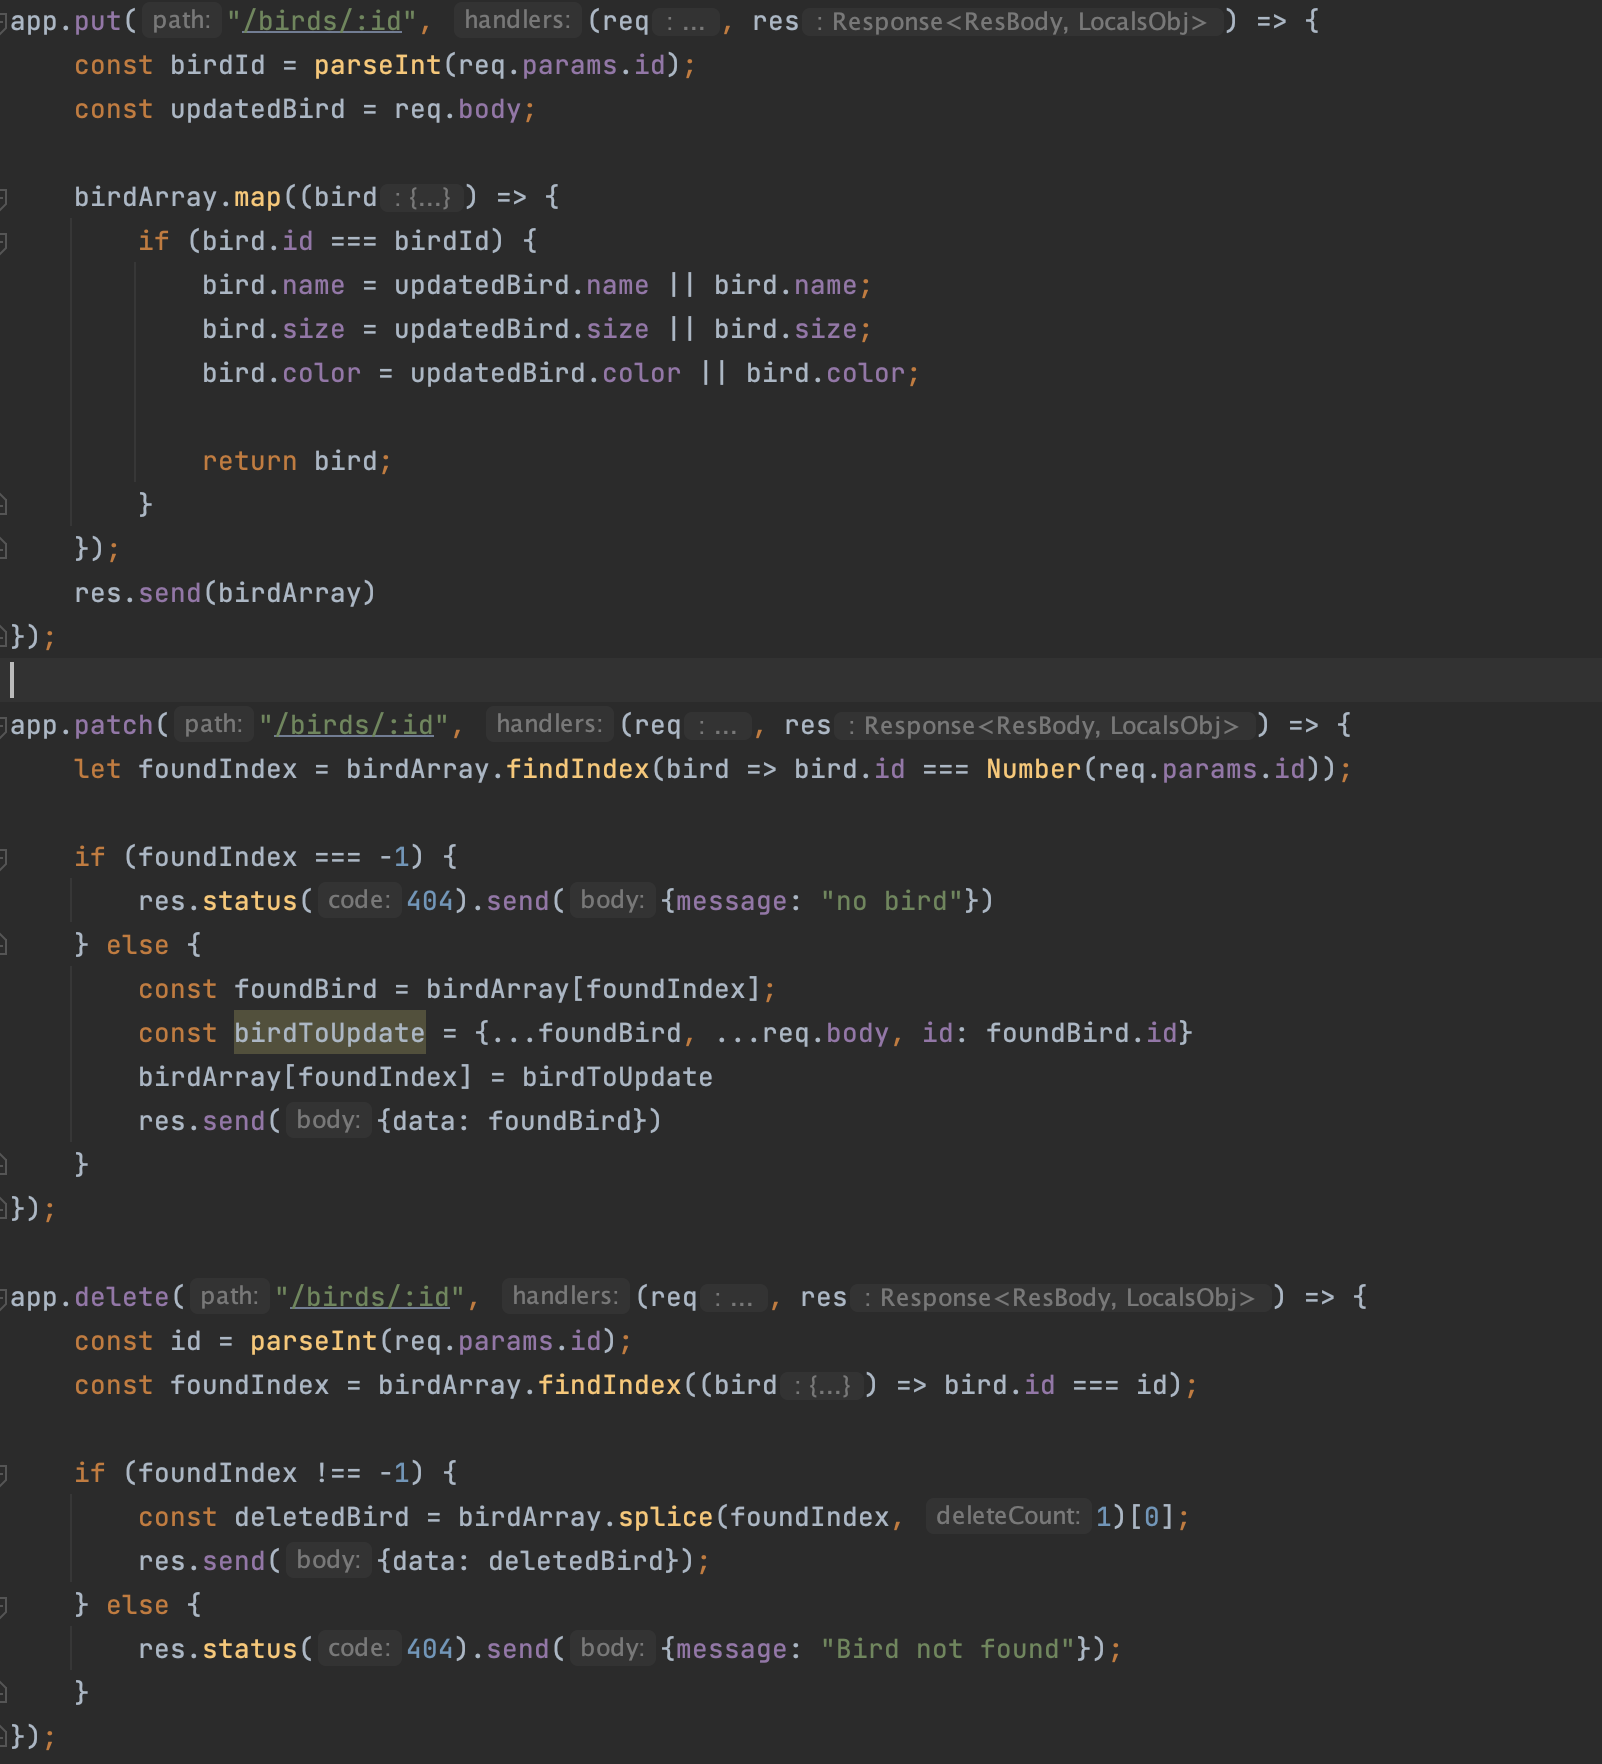 app.put( path: "/birds/:id", handlers: (req : ... , res : Response<ResBody, LocalsObj> ) => {
    const birdId = parseInt(req.params.id);
    const updatedBird = req.body;

    birdArray.map((bird : {...} ) => {
        if (bird.id === birdId) {
            bird.name = updatedBird.name || bird.name;
            bird.size = updatedBird.size || bird.size;
            bird.color = updatedBird.color || bird.color;

            return bird;
        }
    });
    res.send(birdArray)
});

app.patch( path: "/birds/:id", handlers: (req : ... , res : Response<ResBody, LocalsObj> ) => {
    let foundIndex = birdArray.findIndex(bird => bird.id === Number(req.params.id));

    if (foundIndex === -1) {
        res.status( code: 404).send( body: {message: "no bird"})
    } else {
        const foundBird = birdArray[foundIndex];
        const birdToUpdate = {...foundBird, ...req.body, id: foundBird.id}
        birdArray[foundIndex] = birdToUpdate
        res.send( body: {data: foundBird})
    }
});

app.delete( path: "/birds/:id", handlers: (req : ... , res : Response<ResBody, LocalsObj> ) => {
    const id = parseInt(req.params.id);
    const foundIndex = birdArray.findIndex((bird : {...} ) => bird.id === id);

    if (foundIndex !== -1) {
        const deletedBird = birdArray.splice(foundIndex, deleteCount: 1)[0];
        res.send( body: {data: deletedBird});
    } else {
        res.status( code: 404).send( body: {message: "Bird not found"});
    }
});